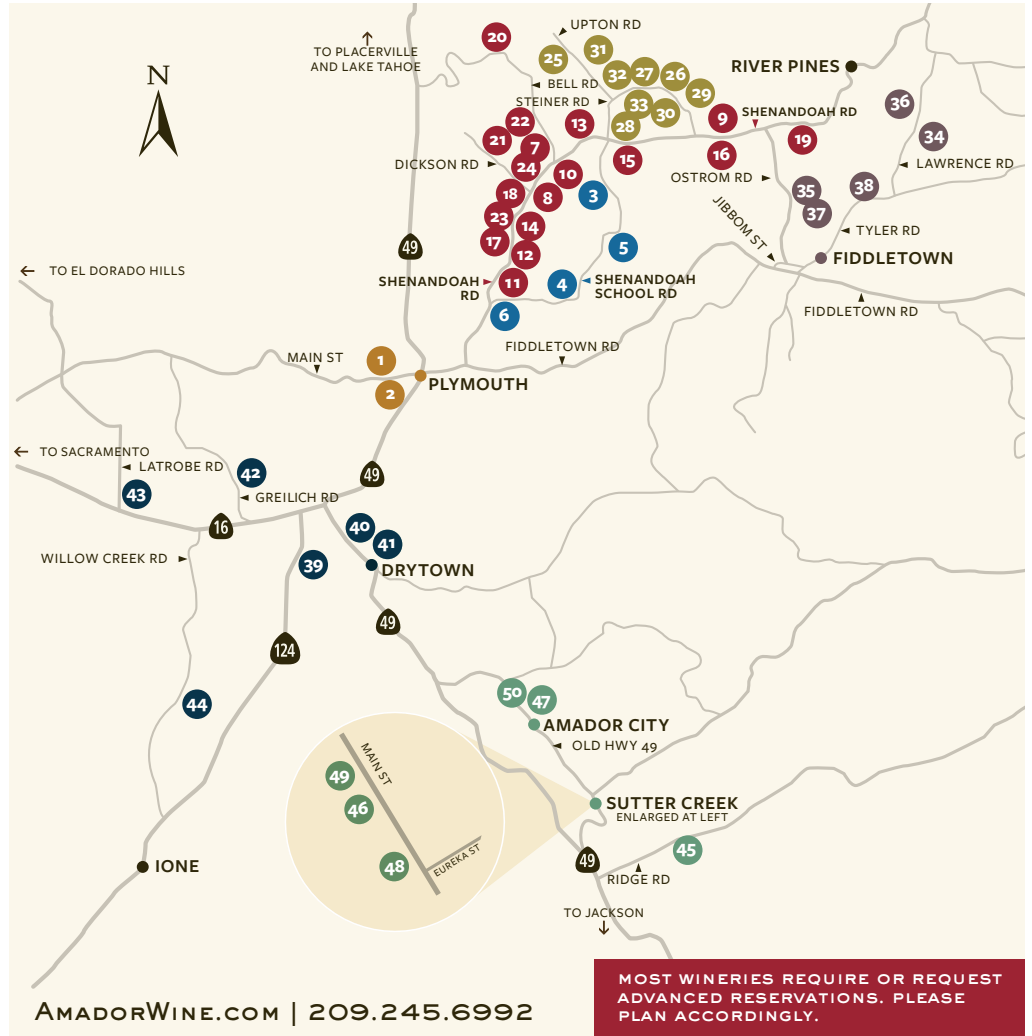 N
↑
TO PLACERVILLE
AND LAKE TAHOE
20
UPTON RD
25
31
32
27
26
29
BELL RD
STEINER RD
33
30
28
RIVER PINES
SHENANDOAH RD
9
16
19
36
34
LAWRENCE RD
22
21
7
13
24
DICKSON RD
10
15
18
8
3
23
14
17
12
5
OSTROM RD
35
37
38
JIBBOM ST
TYLER RD
FIDDLETOWN
FIDDLETOWN RD
49
← TO EL DORADO HILLS
SHENANDOAH
RD
11
4
SHENANDOAH
SCHOOL RD
6
FIDDLETOWN RD
MAIN ST
1
2
PLYMOUTH
← TO SACRAMENTO
LATROBE RD
43
42
GREILICH RD
49
16
WILLOW CREEK RD
39
40
41
DRYTOWN
49
124
44
50
47
AMADOR CITY
OLD HWY 49
SUTTER CREEK
ENLARGED AT LEFT
MAIN ST
49
46
48
EUREKA ST
IONE
45
49
RIDGE RD
TO JACKSON
↓
AMADORWINE.COM | 209.245.6992
MOST WINERIES REQUIRE OR REQUEST
ADVANCED RESERVATIONS. PLEASE
PLAN ACCORDINGLY.